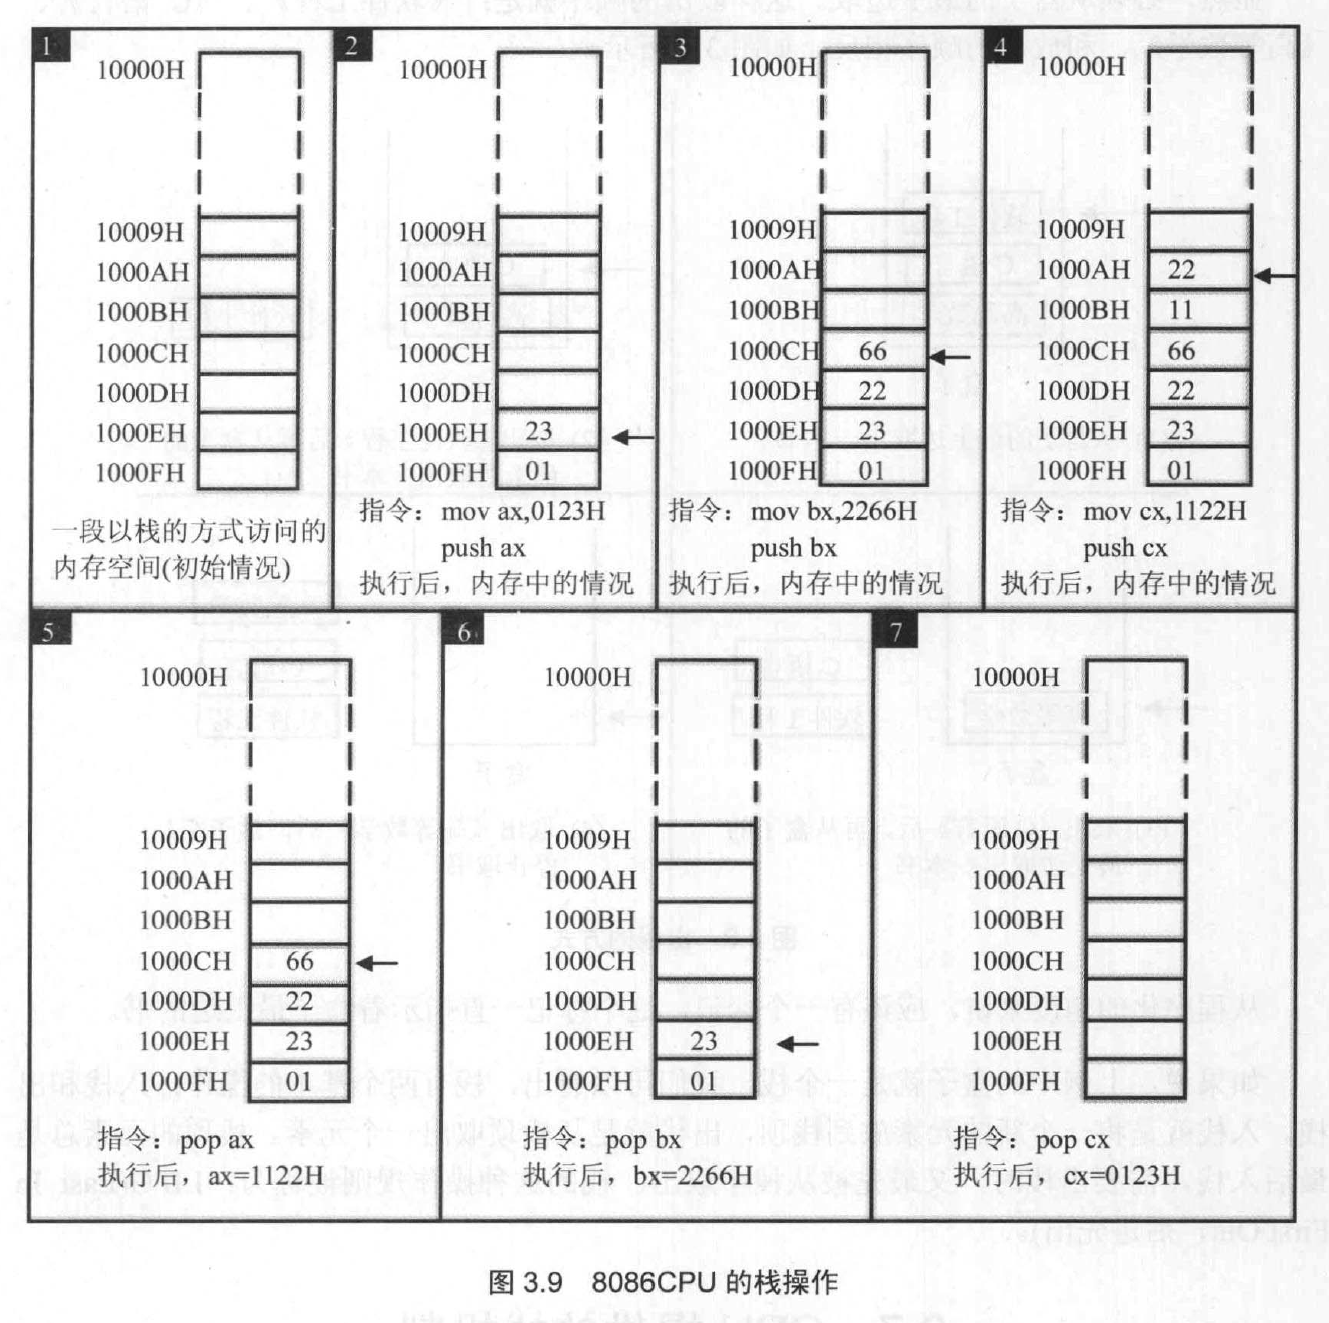 1
10000H
10009H
1000AH
1000BH
1000CH
1000DH
1000EH
1000FH
一段以栈的方式访问的
内存空间(初始情况)
2
10000H
10009H
1000AH
1000BH
1000CH
1000DH
1000EH 23
1000FH 01
指令：mov ax,0123H
push ax
执行后，内存中的情况
3
10000H
10009H
1000AH
1000BH
1000CH 66
1000DH 22
1000EH 23
1000FH 01
指令：mov bx,2266H
push bx
执行后，内存中的情况
4
10000H
10009H
1000AH 22
1000BH 11
1000CH 66
1000DH 22
1000EH 23
1000FH 01
指令：mov cx,1122H
push cx
执行后，内存中的情况
5
10000H
10009H
1000AH
1000BH
1000CH 66
1000DH 22
1000EH 23
1000FH 01
指令：pop ax
执行后，ax=1122H
6
10000H
10009H
1000AH
1000BH
1000CH
1000DH
1000EH 23
1000FH 01
指令：pop bx
执行后，bx=2266H
7
10000H
10009H
1000AH
1000BH
1000CH
1000DH
1000EH
1000FH
指令：pop cx
执行后，cx=0123H
图 3.9 8086CPU 的栈操作